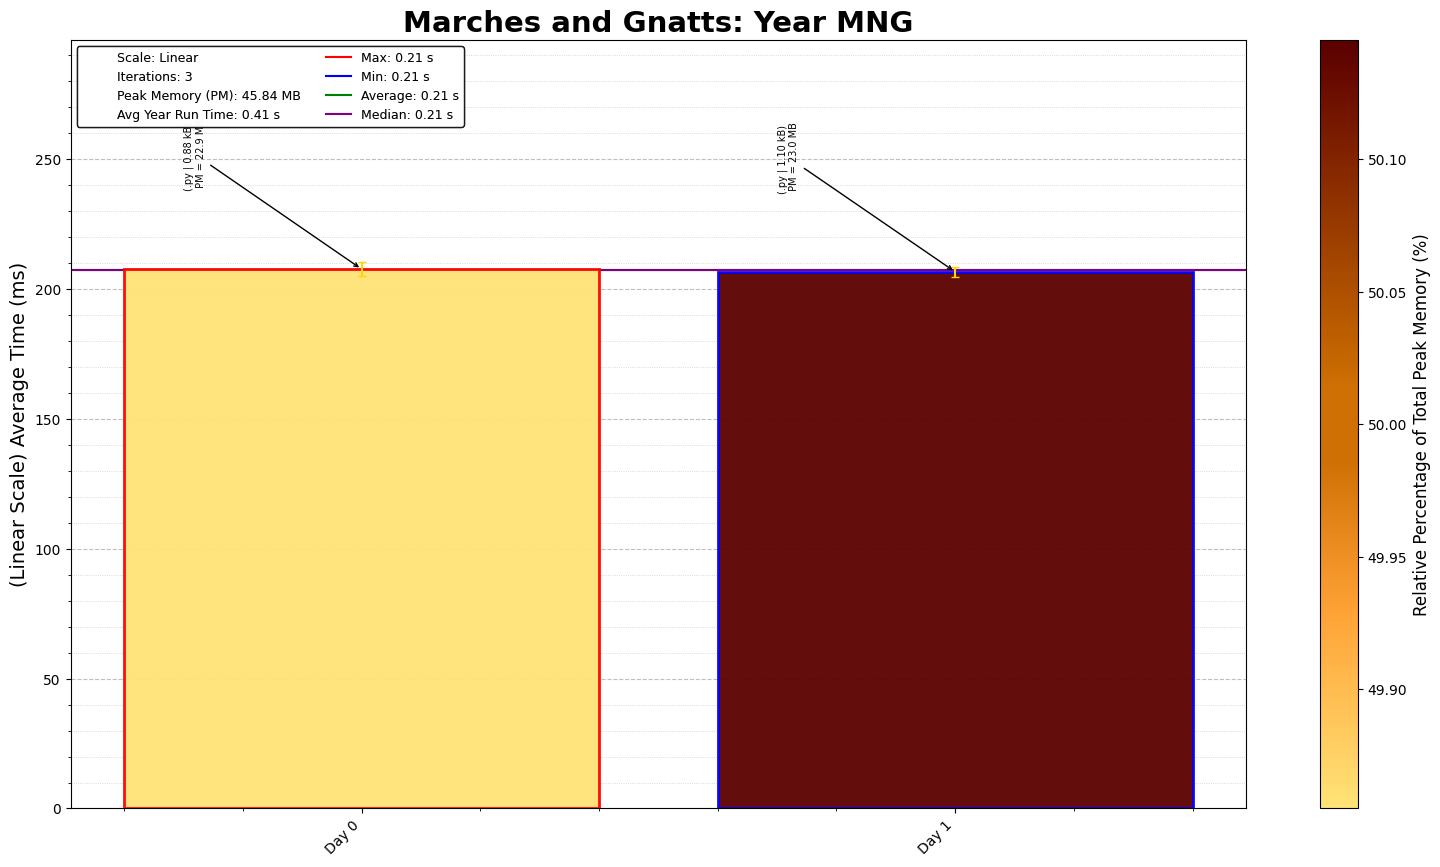 Marches and Gnatts: Year MNG
Scale: Linear
Iterations: 3
Peak Memory (PM): 45.84 MB
Avg Year Run Time: 0.41 s
Max: 0.21 s
Min: 0.21 s
Average: 0.21 s
Median: 0.21 s
(.py | 0.88 kB
PM = 22.9 M
(.py | 1.10 kB)
PM = 23.0 MB
(Linear Scale) Average Time (ms)
250
200
150
100
50
0
Day 0
Day 1
50.10
50.05
50.00
49.95
49.90
Relative Percentage of Total Peak Memory (%)